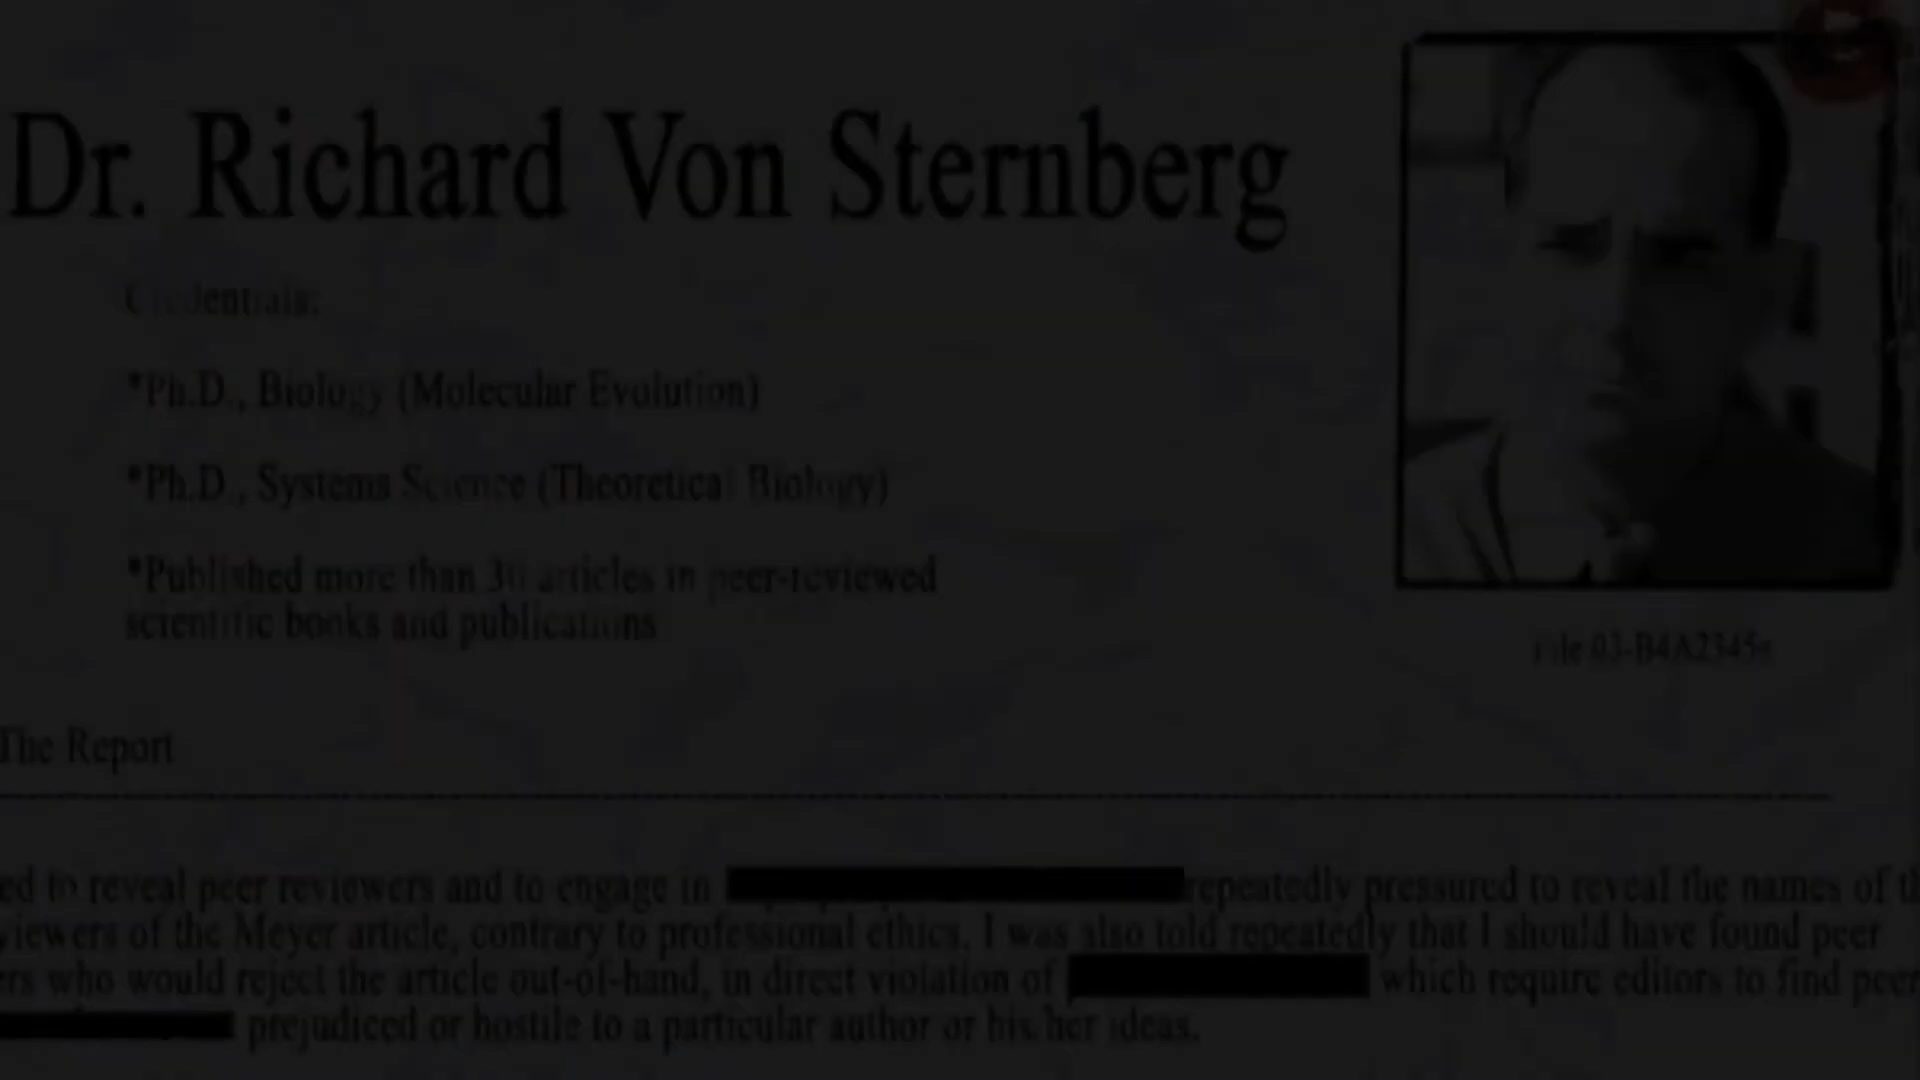 Dr. Richard Von Sternberg
Credentials:
*Ph.D., Biology (Molecular Evolution)
*Ph.D., Systems Science (Theoretical Biology)
*Published more than 30 articles in peer-reviewed
scientific books and publications
File 03-B4A2345
The Report
ed to reveal peer reviewers and to engage in repeatedly pressured to reveal the names of th
viewers of the Meyer article, contrary to professional ethics. I was also told repeatedly that I should have found peer
ers who would reject the article out-of-hand, in direct violation of which require editors to find peer
prejudiced or hostile to a particular author or his/her ideas.